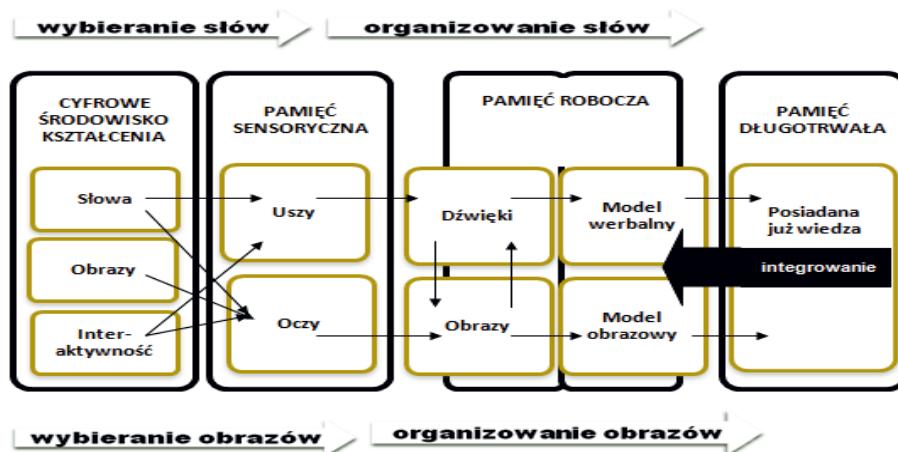 wybieranie słów
organizowanie słów
CYFROWE
ŚRODOWISKO
KSZTAŁCENIA
Słowa
Obrazy
Inter-
aktywność
PAMIĘĆ
SENSORYCZNA
Uszy
Oczy
PAMIĘĆ ROBOCZA
Dźwięki
Model
werbalny
Obrazy
Model
obrazowy
PAMIĘĆ
DŁUGOTRWAŁA
Posiadana
już wiedza
integrowanie
wybieranie obrazów
organizowanie obrazów